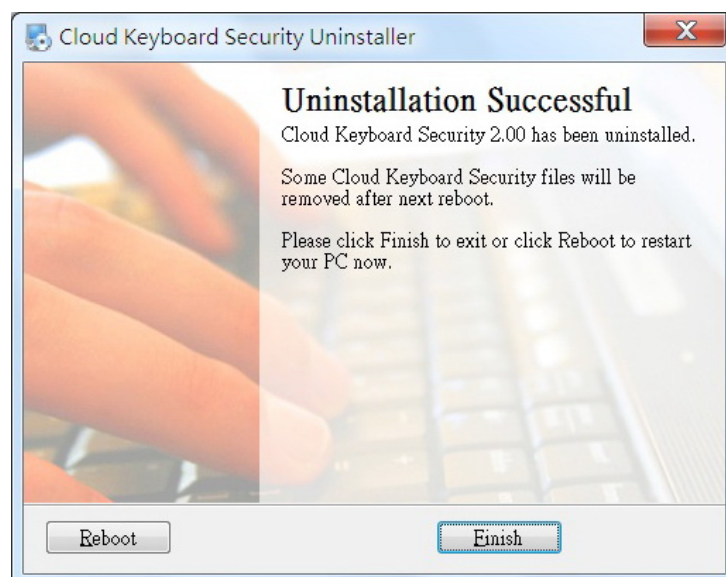 Cloud Keyboard Security Uninstaller
X
Uninstallation Successful
Cloud Keyboard Security 2.00 has been uninstalled.
Some Cloud Keyboard Security files will be
removed after next reboot.
Please click Finish to exit or click Reboot to restart
your PC now.
Reboot
Finish